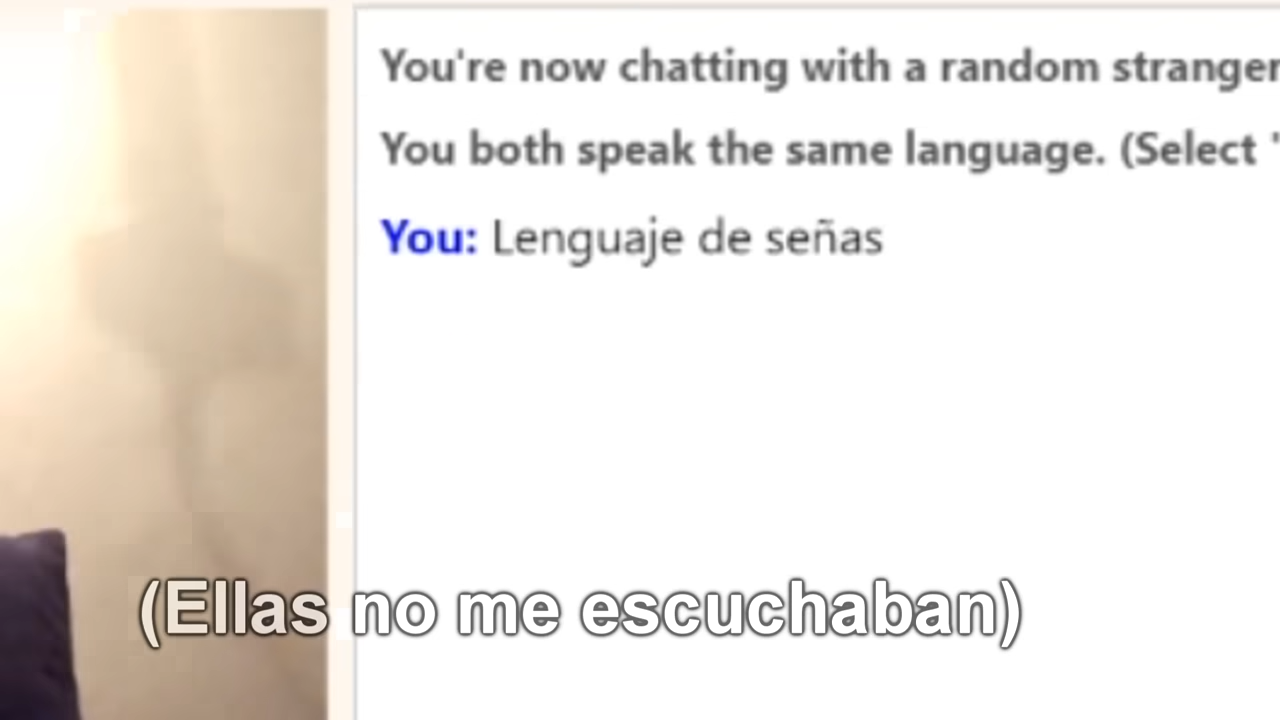 You're now chatting with a random stranger
You both speak the same language. (Select '
You: Lenguaje de señas
(Ellas no me escuchaban)